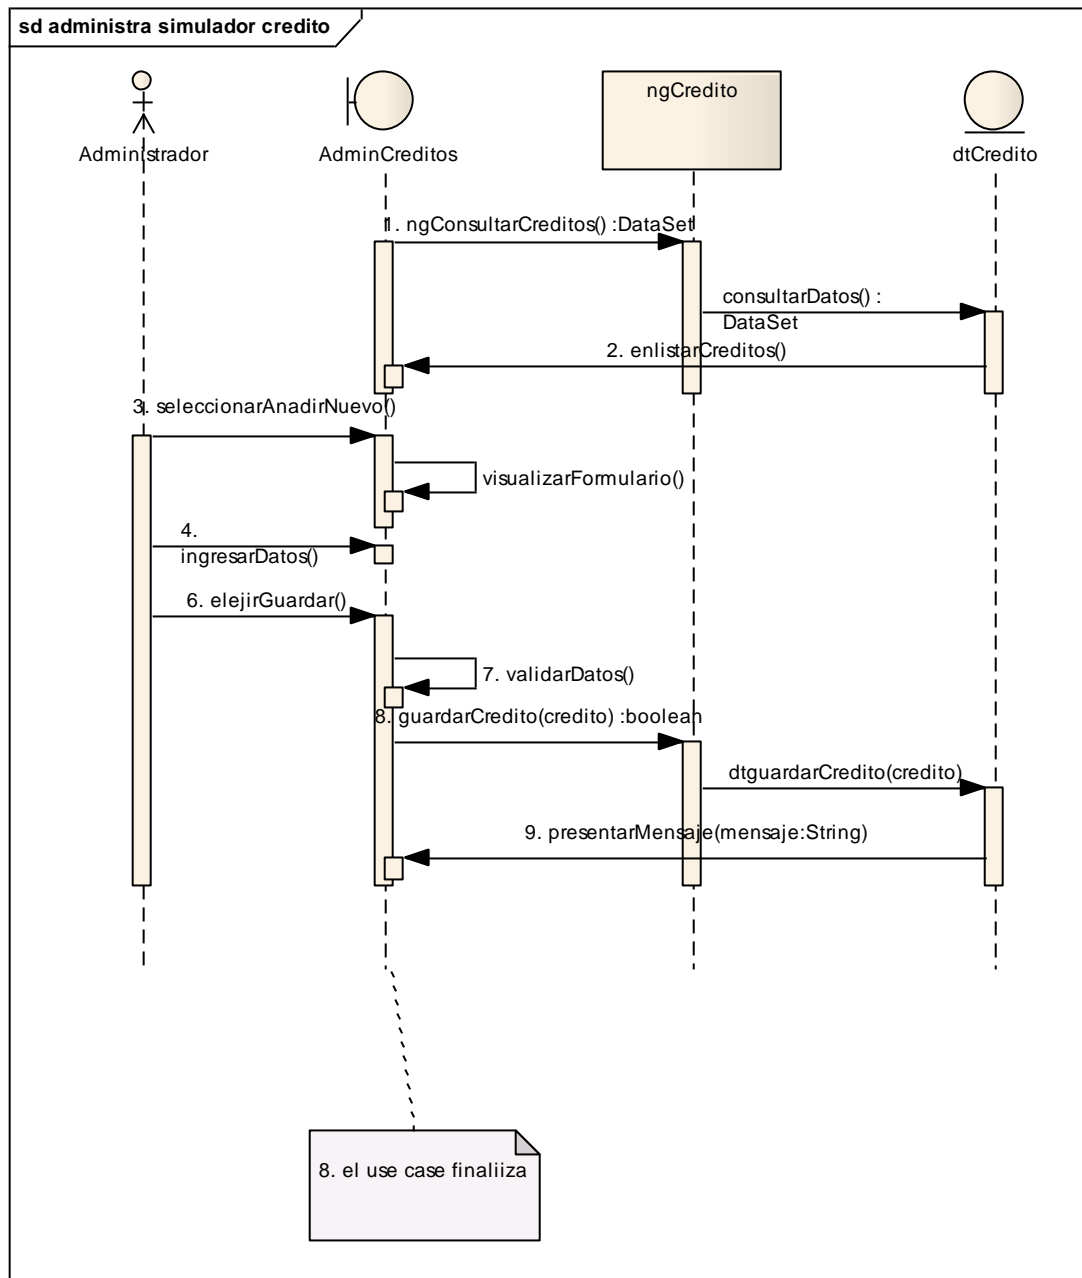 sd administra simulador credito
ngCredito
Administrador
AdminCreditos
dtCredito
1. ngConsultarCreditos() :DataSet
consultarDatos() :
DataSet
2. enlistarCreditos()
3. seleccionarAnadirNuevo()
visualizarFormulario()
4.
ingresarDatos()
6. elejirGuardar()
7. validarDatos()
8. guardarCredito(credito) :boolean
dtguardarCredito(credito)
9. presentarMensaje(mensaje:String)
8. el use case finaliiza